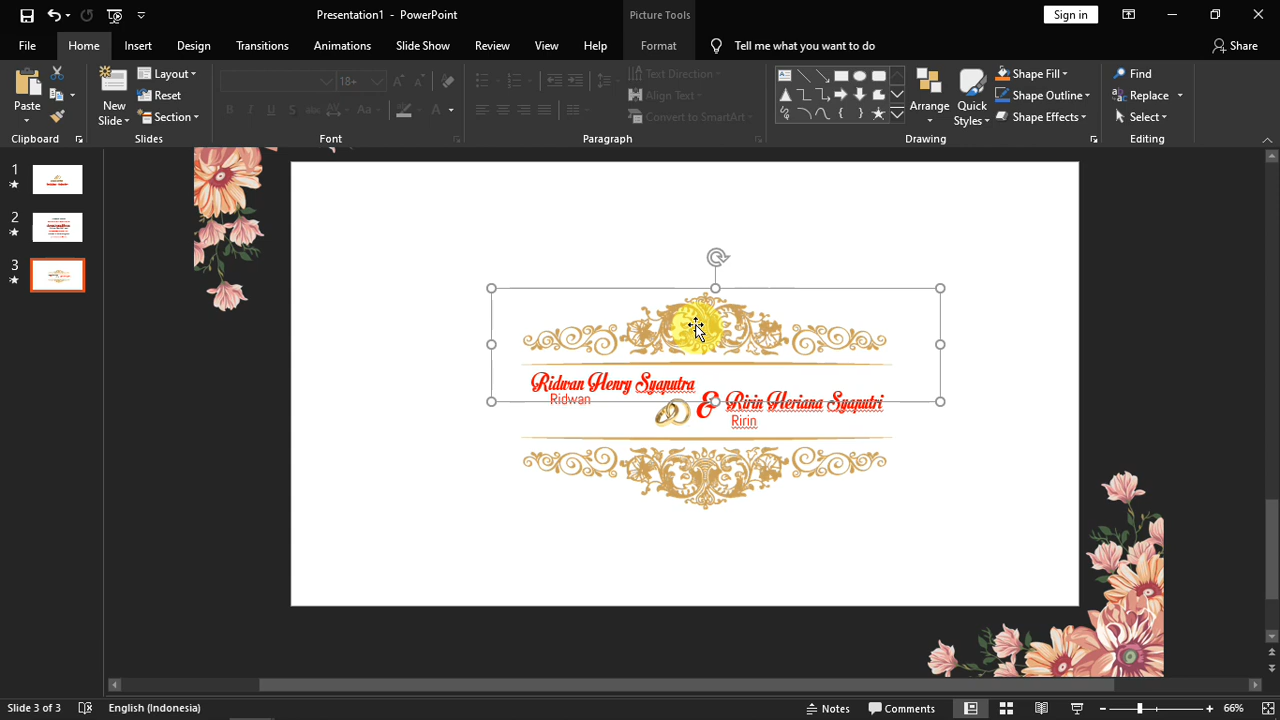 Presentation1 - PowerPoint
Picture Tools
Sign in
File
Home
Insert
Design
Transitions
Animations
Slide Show
Review
View
Help
Format
Tell me what you want to do
Share
Paste
New
Slide
Layout
Reset
Section
18+
B I U S abc AV Aa A
Text Direction
Align Text
Convert to SmartArt
Arrange
Quick
Styles
Shape Fill
Shape Outline
Shape Effects
Find
Replace
Select
Clipboard
Slides
Font
Paragraph
Drawing
Editing
1
2
3
Ridwan Henry Syaputra
Ridwan
& Ririn Heriana Syaputri
Ririn
Slide 3 of 3
English (Indonesia)
Notes
Comments
66%